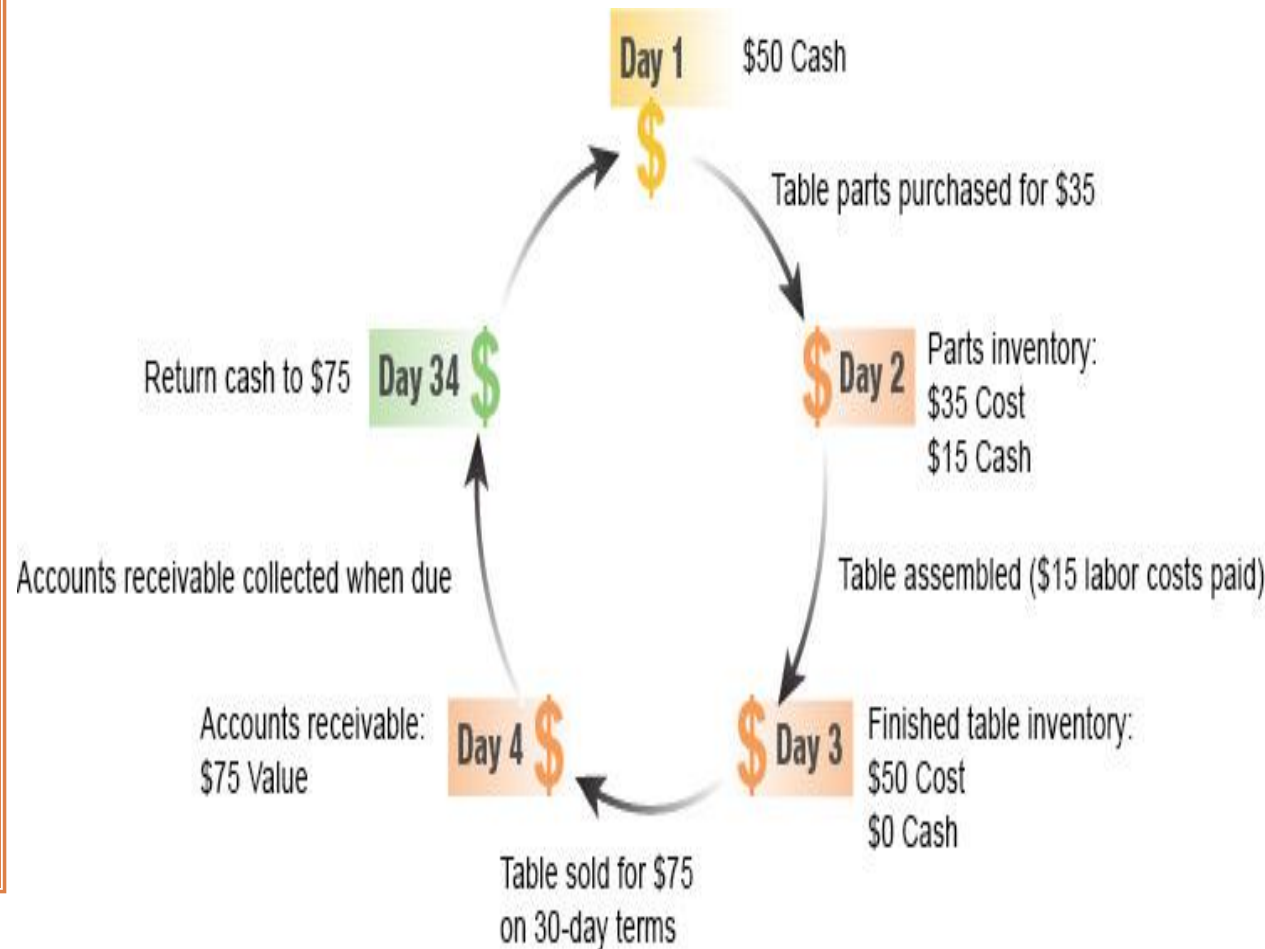 Day 1
$50 Cash
$
Table parts purchased for $35
$ Day 2
Parts inventory:
$35 Cost
$15 Cash
Table assembled ($15 labor costs paid)
$ Day 3
Finished table inventory:
$50 Cost
$0 Cash
Table sold for $75
on 30-day terms
Day 4 $
Accounts receivable:
$75 Value
Accounts receivable collected when due
Day 34 $
Return cash to $75